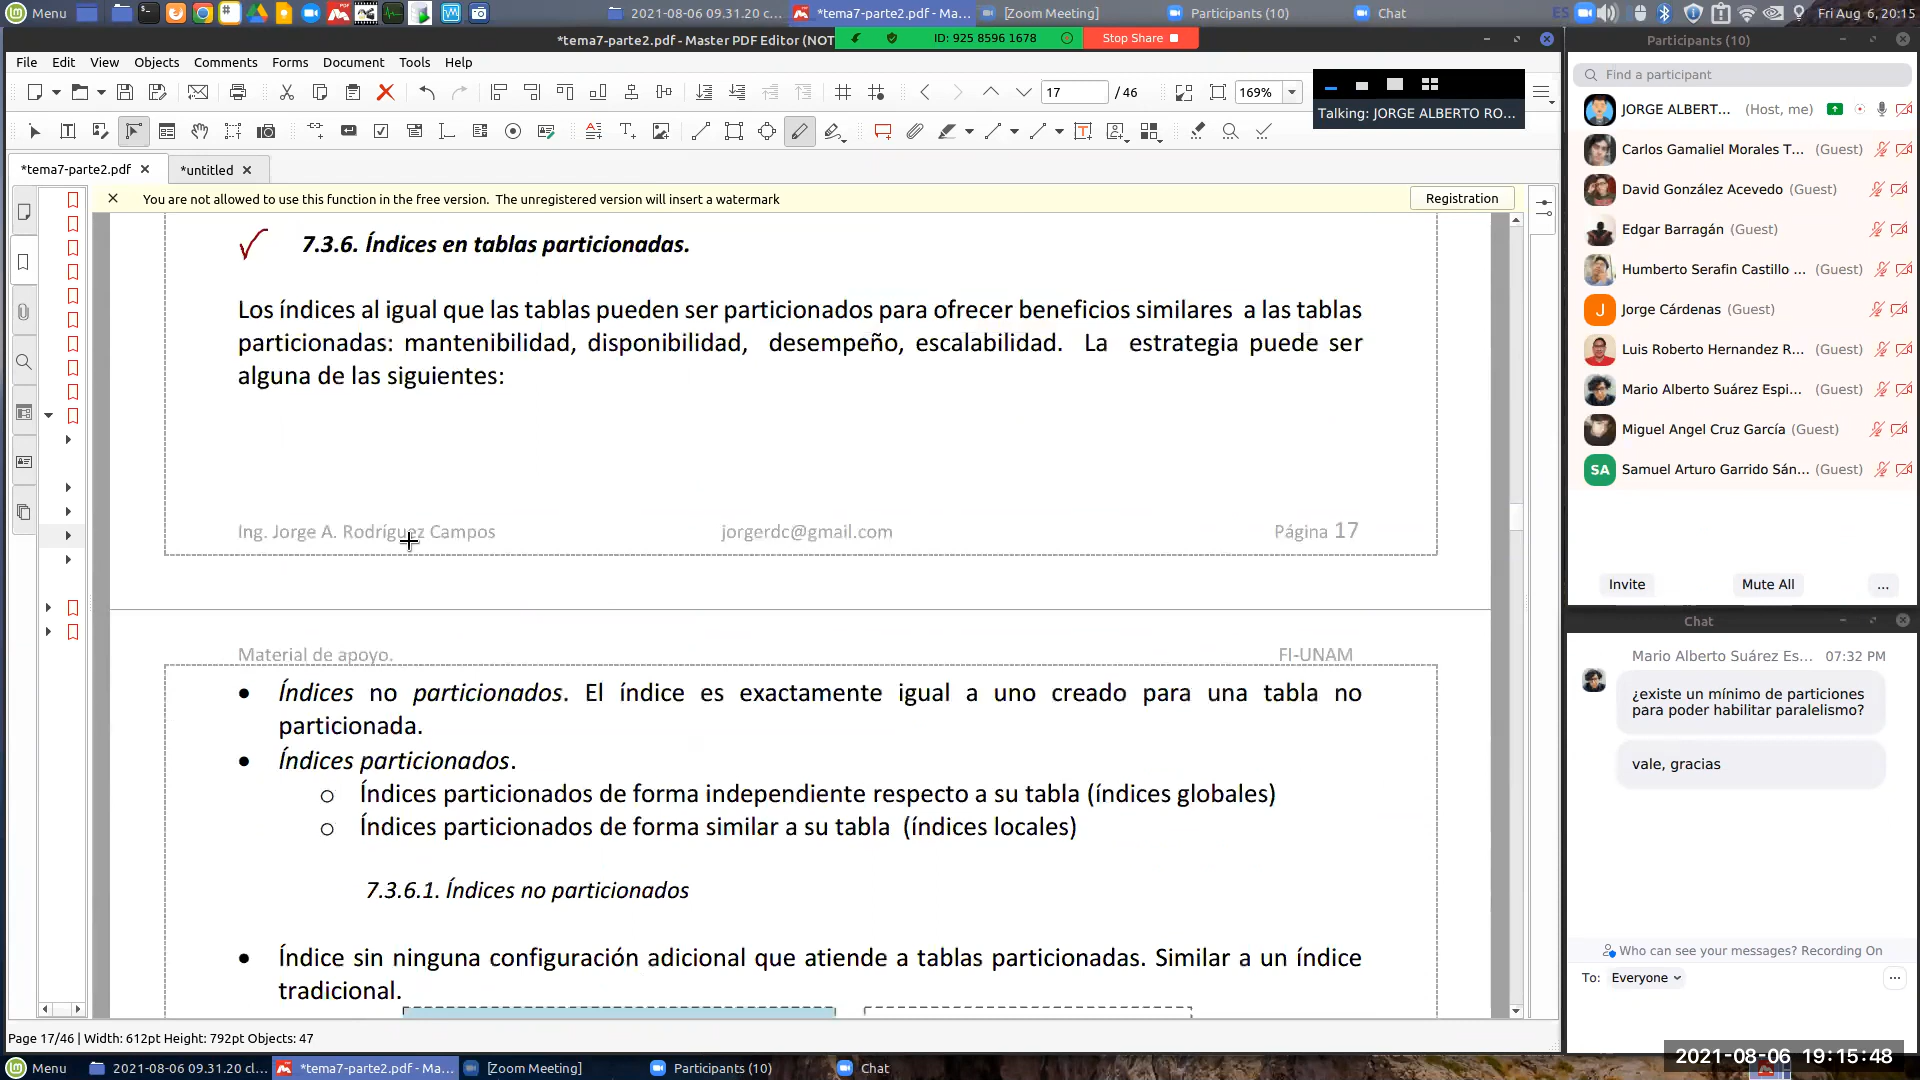 Menu
2021-08-06 09.31.20 c...
*tema7-parte2.pdf - Ma...
[Zoom Meeting]
Participants (10)
Chat
ES
Fri Aug 6, 20:15
*tema7-parte2.pdf - Master PDF Editor (NOT
ID: 925 8596 1678
Stop Share
File
Edit
View
Objects
Comments
Forms
Document
Tools
Help
17
/ 46
169%
Talking: JORGE ALBERTO RO...
*tema7-parte2.pdf
*untitled
You are not allowed to use this function in the free version.  The unregistered version will insert a watermark
Registration
7.3.6. Índices en tablas particionadas.
Los índices al igual que las tablas pueden ser particionados para ofrecer beneficios similares  a las tablas
particionadas: mantenibilidad, disponibilidad,  desempeño, escalabilidad.  La  estrategia puede ser
alguna de las siguientes:
Ing. Jorge A. Rodríguez Campos
jorgerdc@gmail.com
Página 17
Material de apoyo.
FI-UNAM
• Índices no particionados. El índice es exactamente igual a uno creado para una tabla no
particionada.
• Índices particionados.
o Índices particionados de forma independiente respecto a su tabla (índices globales)
o Índices particionados de forma similar a su tabla  (índices locales)
7.3.6.1. Índices no particionados
• Índice sin ninguna configuración adicional que atiende a tablas particionadas. Similar a un índice
tradicional.
Page 17/46 | Width: 612pt Height: 792pt Objects: 47
Participants (10)
Find a participant
JORGE ALBERT... (Host, me)
Carlos Gamaliel Morales T... (Guest)
David González Acevedo (Guest)
Edgar Barragán (Guest)
Humberto Serafin Castillo ... (Guest)
J Jorge Cárdenas (Guest)
Luis Roberto Hernandez R... (Guest)
Mario Alberto Suárez Espi... (Guest)
Miguel Angel Cruz García (Guest)
SA Samuel Arturo Garrido Sán... (Guest)
Invite
Mute All
...
Chat
Mario Alberto Suárez Es... 07:32 PM
¿existe un mínimo de particiones
para poder habilitar paralelismo?
vale, gracias
Who can see your messages? Recording On
To: Everyone
2021-08-06 19:15:48
Menu
2021-08-06 09.31.20 cl...
*tema7-parte2.pdf - Ma...
[Zoom Meeting]
Participants (10)
Chat